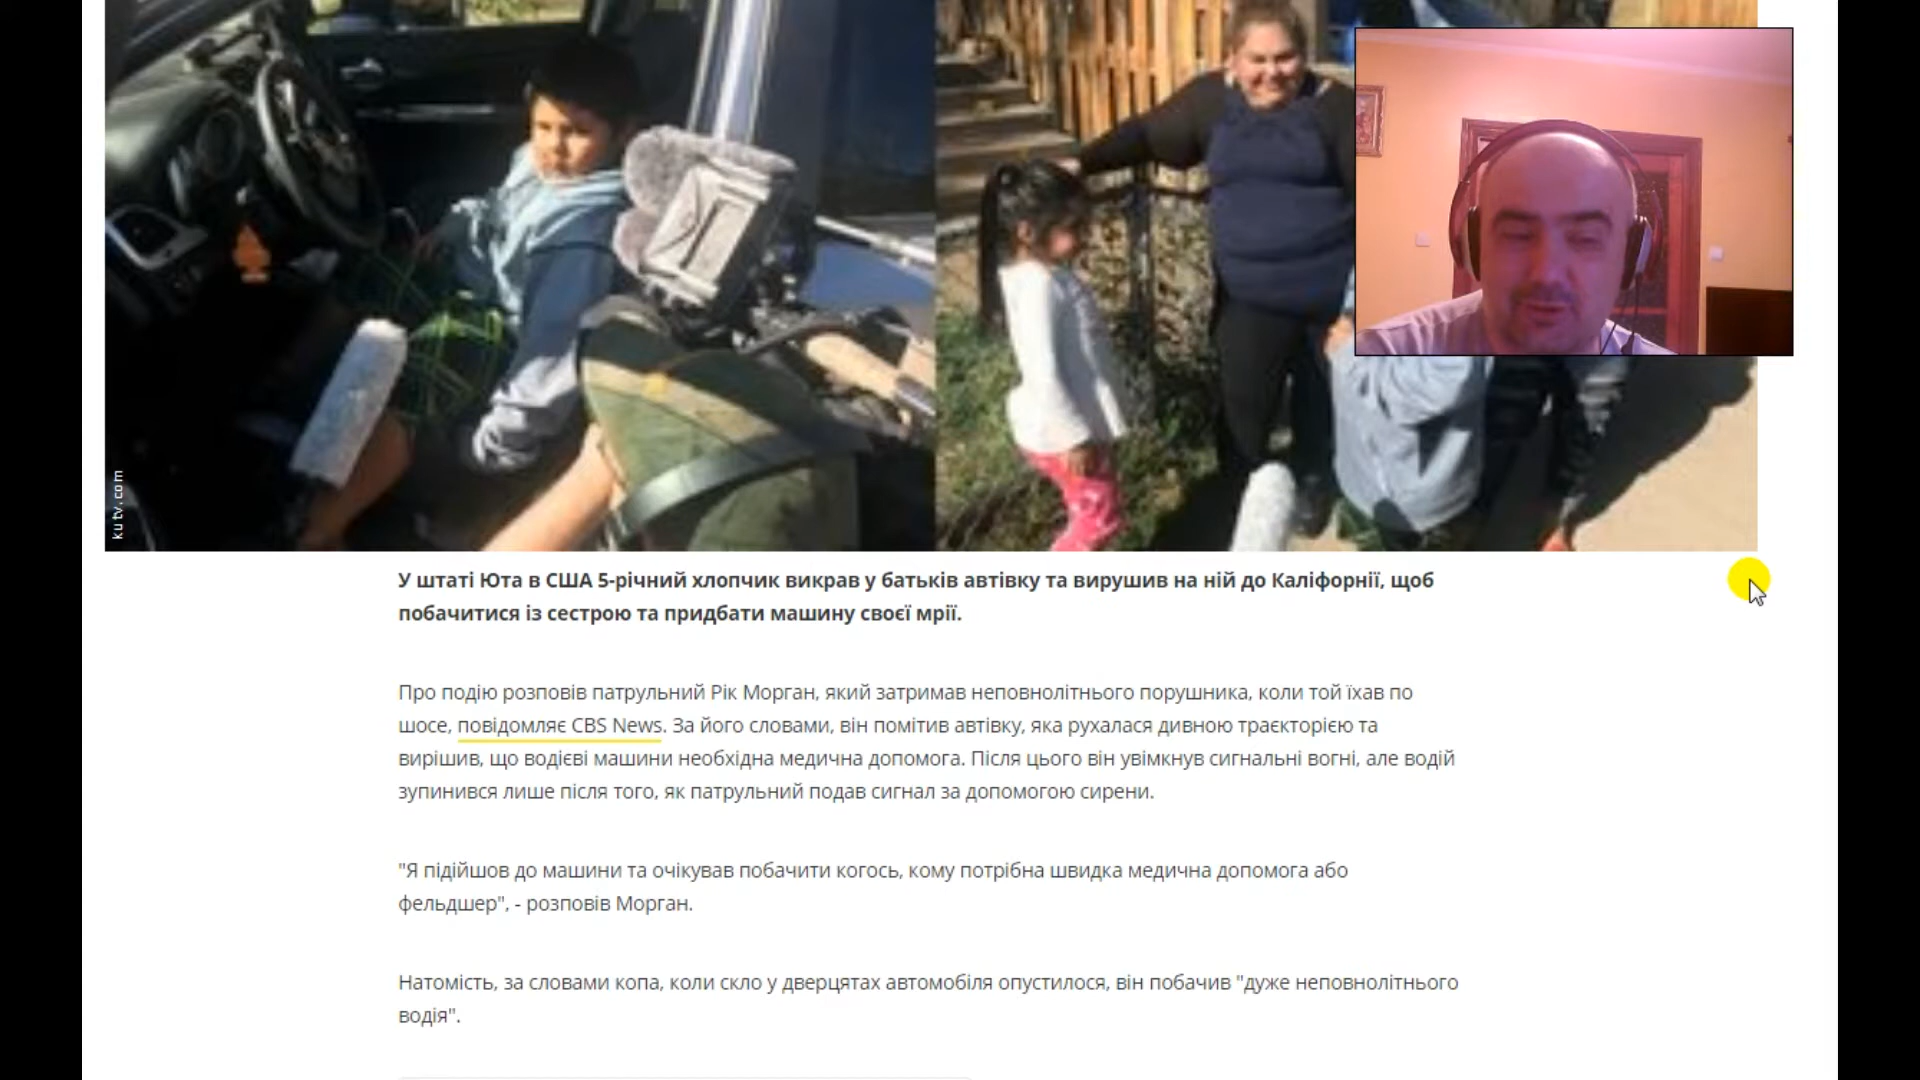 kutv.com
У штаті Юта в США 5-річний хлопчик викрав у батьків автівку та вирушив на ній до Каліфорнії, щоб
побачитися із сестрою та придбати машину своєї мрії.
Про подію розповів патрульний Рік Морган, який затримав неповнолітнього порушника, коли той їхав по
шосе, повідомляє CBS News. За його словами, він помітив автівку, яка рухалася дивною траєкторією та
вирішив, що водієві машини необхідна медична допомога. Після цього він увімкнув сигнальні вогні, але водій
зупинився лише після того, як патрульний подав сигнал за допомогою сирени.
"Я підійшов до машини та очікував побачити когось, кому потрібна швидка медична допомога або
фельдшер", - розповів Морган.
Натомість, за словами копа, коли скло у дверцятах автомобіля опустилося, він побачив "дуже неповнолітнього
водія".